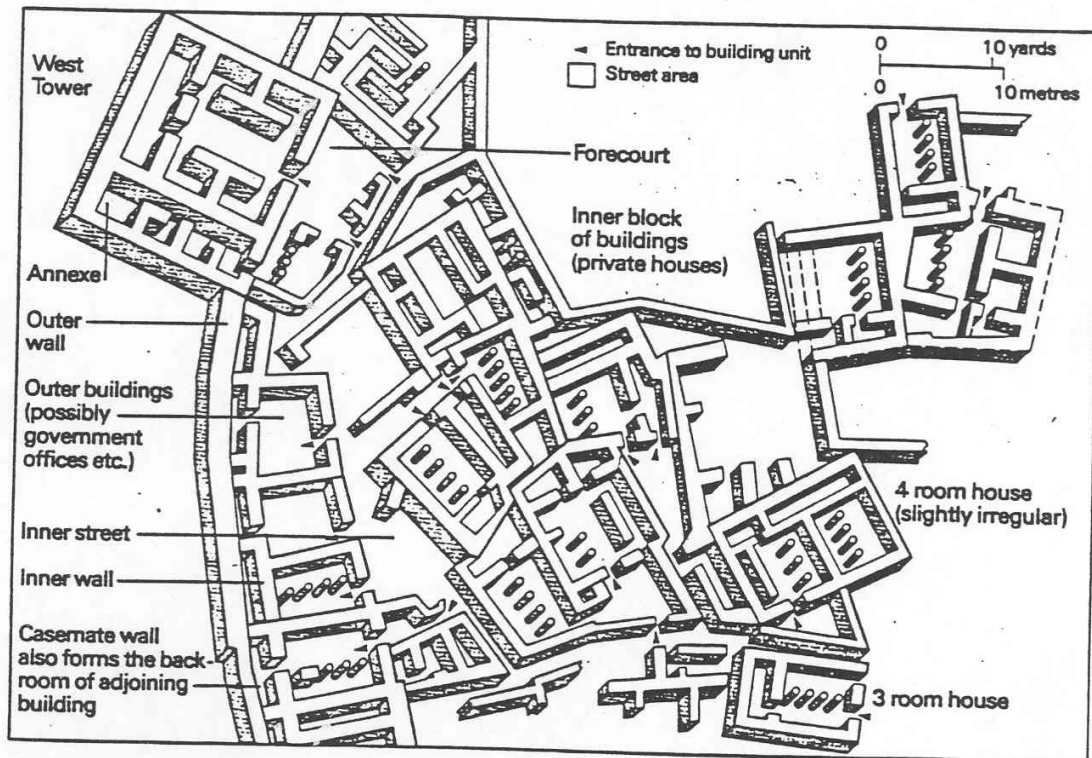 West
Tower
Entrance to building unit
Street area
0 10 yards
0 10 metres
Forecourt
Inner block
of buildings
(private houses)
Annexe
Outer
wall
Outer buildings
(possibly
government
offices etc.)
4 room house
(slightly irregular)
Inner street
Inner wall
Casemate wall
also forms the back-
room of adjoining
building
3 room house